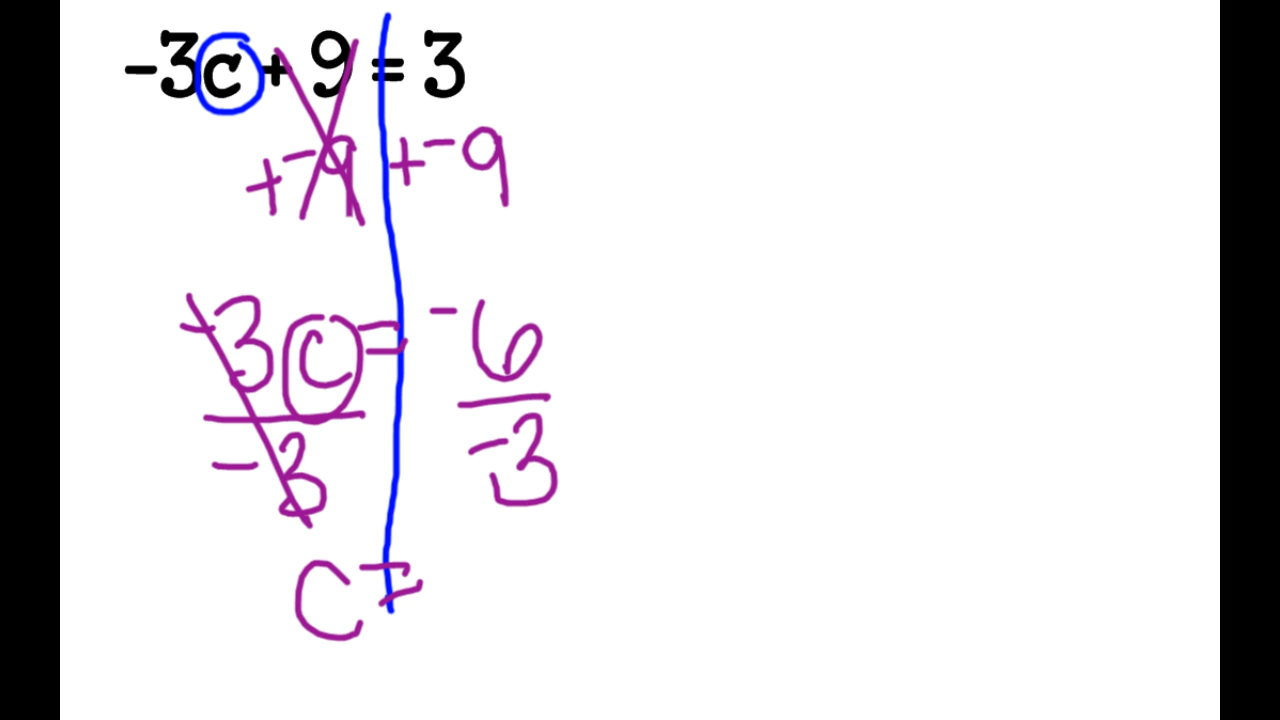 -3c + 9 = 3
+ -9 + -9
-3c = -6
-3 -3
c =